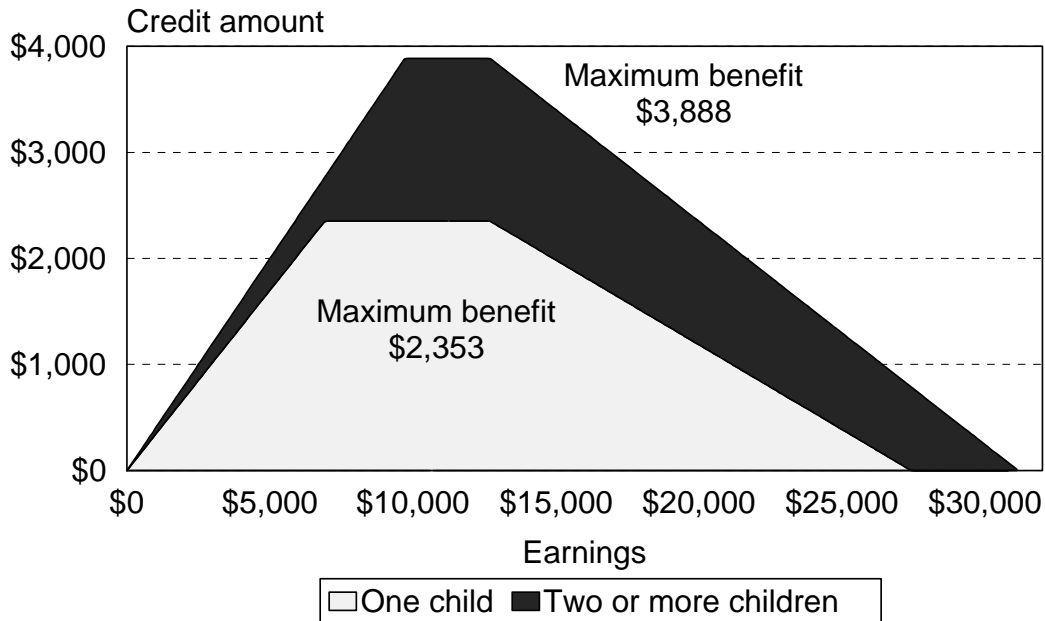 Credit amount
$4,000
Maximum benefit
$3,888
$3,000
$2,000
Maximum benefit
$2,353
$1,000
$0
$0 $5,000 $10,000 $15,000 $20,000 $25,000 $30,000
Earnings
One child Two or more children